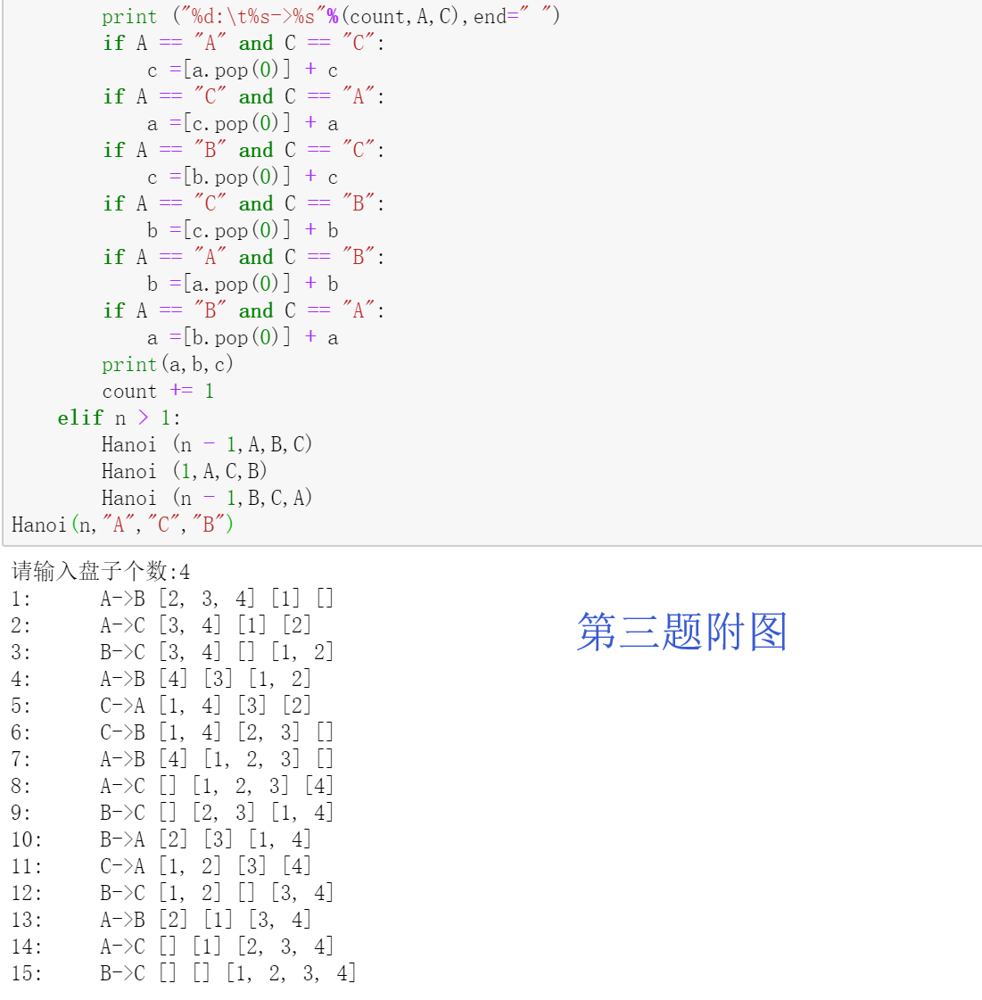 print ("%d:\t%s->%s"%(count,A,C),end=" ")
        if A == "A" and C == "C":
            c =[a.pop(0)] + c
        if A == "C" and C == "A":
            a =[c.pop(0)] + a
        if A == "B" and C == "C":
            c =[b.pop(0)] + c
        if A == "C" and C == "B":
            b =[c.pop(0)] + b
        if A == "A" and C == "B":
            b =[a.pop(0)] + b
        if A == "B" and C == "A":
            a =[b.pop(0)] + a
        print(a,b,c)
        count += 1
    elif n > 1:
        Hanoi (n - 1,A,B,C)
        Hanoi (1,A,C,B)
        Hanoi (n - 1,B,C,A)
Hanoi(n,"A","C","B")
请输入盘子个数:4
1:      A->B [2, 3, 4] [1] []
第三题附图
2:      A->C [3, 4] [1] [2]
3:      B->C [3, 4] [] [1, 2]
4:      A->B [4] [3] [1, 2]
5:      C->A [1, 4] [3] [2]
6:      C->B [1, 4] [2, 3] []
7:      A->B [4] [1, 2, 3] []
8:      A->C [] [1, 2, 3] [4]
9:      B->C [] [2, 3] [1, 4]
10:     B->A [2] [3] [1, 4]
11:     C->A [1, 2] [3] [4]
12:     B->C [1, 2] [] [3, 4]
13:     A->B [2] [1] [3, 4]
14:     A->C [] [1] [2, 3, 4]
15:     B->C [] [] [1, 2, 3, 4]